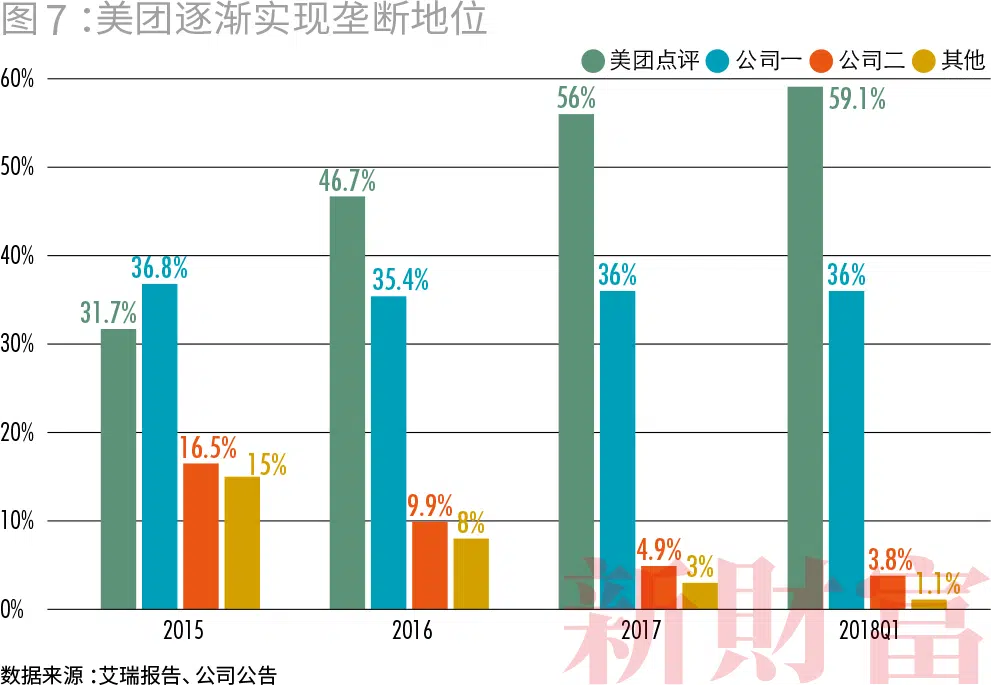 图7：美团逐渐实现垄断地位
美团点评 公司一 公司二 其他
60%
50%
40%
30%
20%
10%
0%
31.7% 36.8% 16.5% 15%
46.7% 35.4% 9.9% 8%
56% 36% 4.9% 3%
59.1% 36% 3.8% 1.1%
2015 2016 2017 2018Q1
新財富
数据来源：艾瑞报告、公司公告